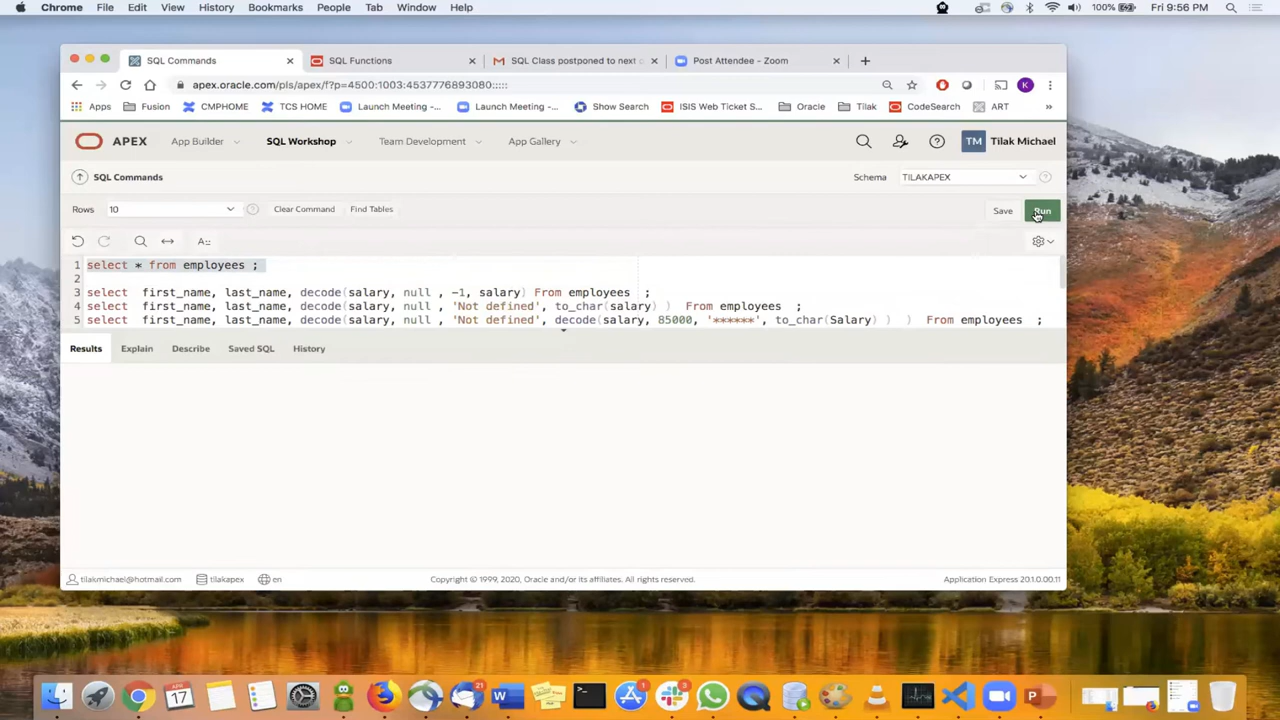 Chrome File Edit View History Bookmarks People Tab Window Help 100% Fri 9:56 PM
SQL Commands SQL Functions SQL Class postponed to next Post Attendee - Zoom
apex.oracle.com/pls/apex/f?p=4500:1003:4537776893080:::::
Apps Fusion CMPHOME TCS HOME Launch Meeting -... Launch Meeting -... Show Search ISIS Web Ticket S... Oracle Tilak CodeSearch ART »
APEX App Builder SQL Workshop Team Development App Gallery TM Tilak Michael
SQL Commands Schema TILAKAPEX
Rows 10 Clear Command Find Tables Save Run
A::
1 select * from employees ;
2
3 select first_name, last_name, decode(salary, null , -1, salary) From employees ;
4 select first_name, last_name, decode(salary, null , 'Not defined', to_char(salary) ) From employees ;
5 select first_name, last_name, decode(salary, null , 'Not defined', decode(salary, 85000, '******', to_char(Salary) ) ) From employees ;
Results Explain Describe Saved SQL History
tilakmichael@hotmail.com tilakapex en Copyright © 1999, 2020, Oracle and/or its affiliates. All rights reserved. Application Express 20.1.0.00.11